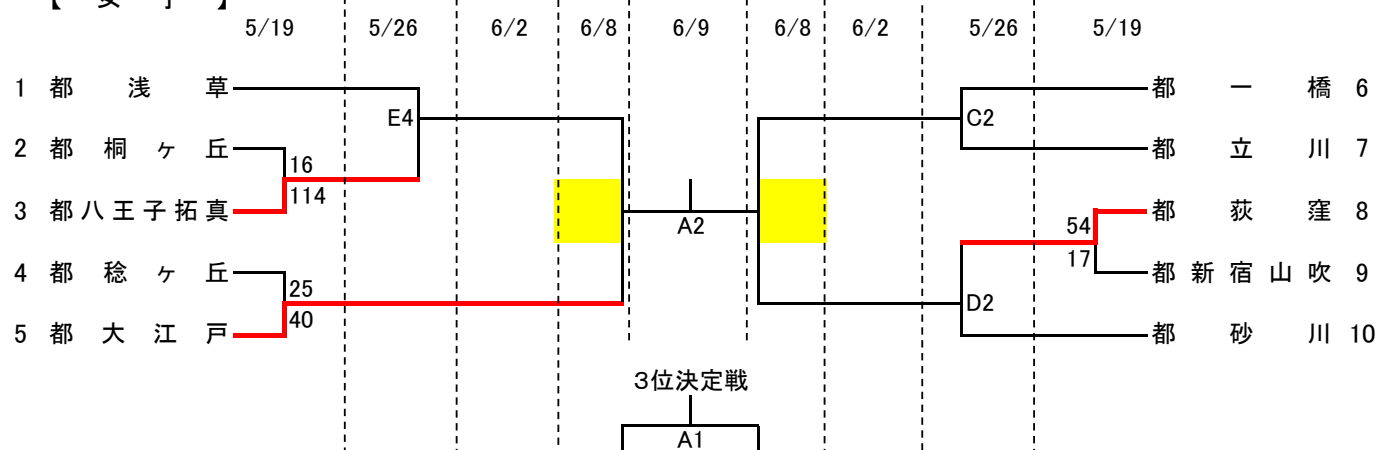 5/19 5/26 6/2 6/8 6/9 6/8 6/2 5/26 5/19
1 都浅草
都一橋 6
E4
C2
2 都桐ヶ丘
都立川 7
16
114
3 都八王子拓真
都荻窪 8
A2
54
17
4 都稔ヶ丘
都新宿山吹 9
25
40
D2
5 都大江戸
都砂川 10
3位決定戦
A1